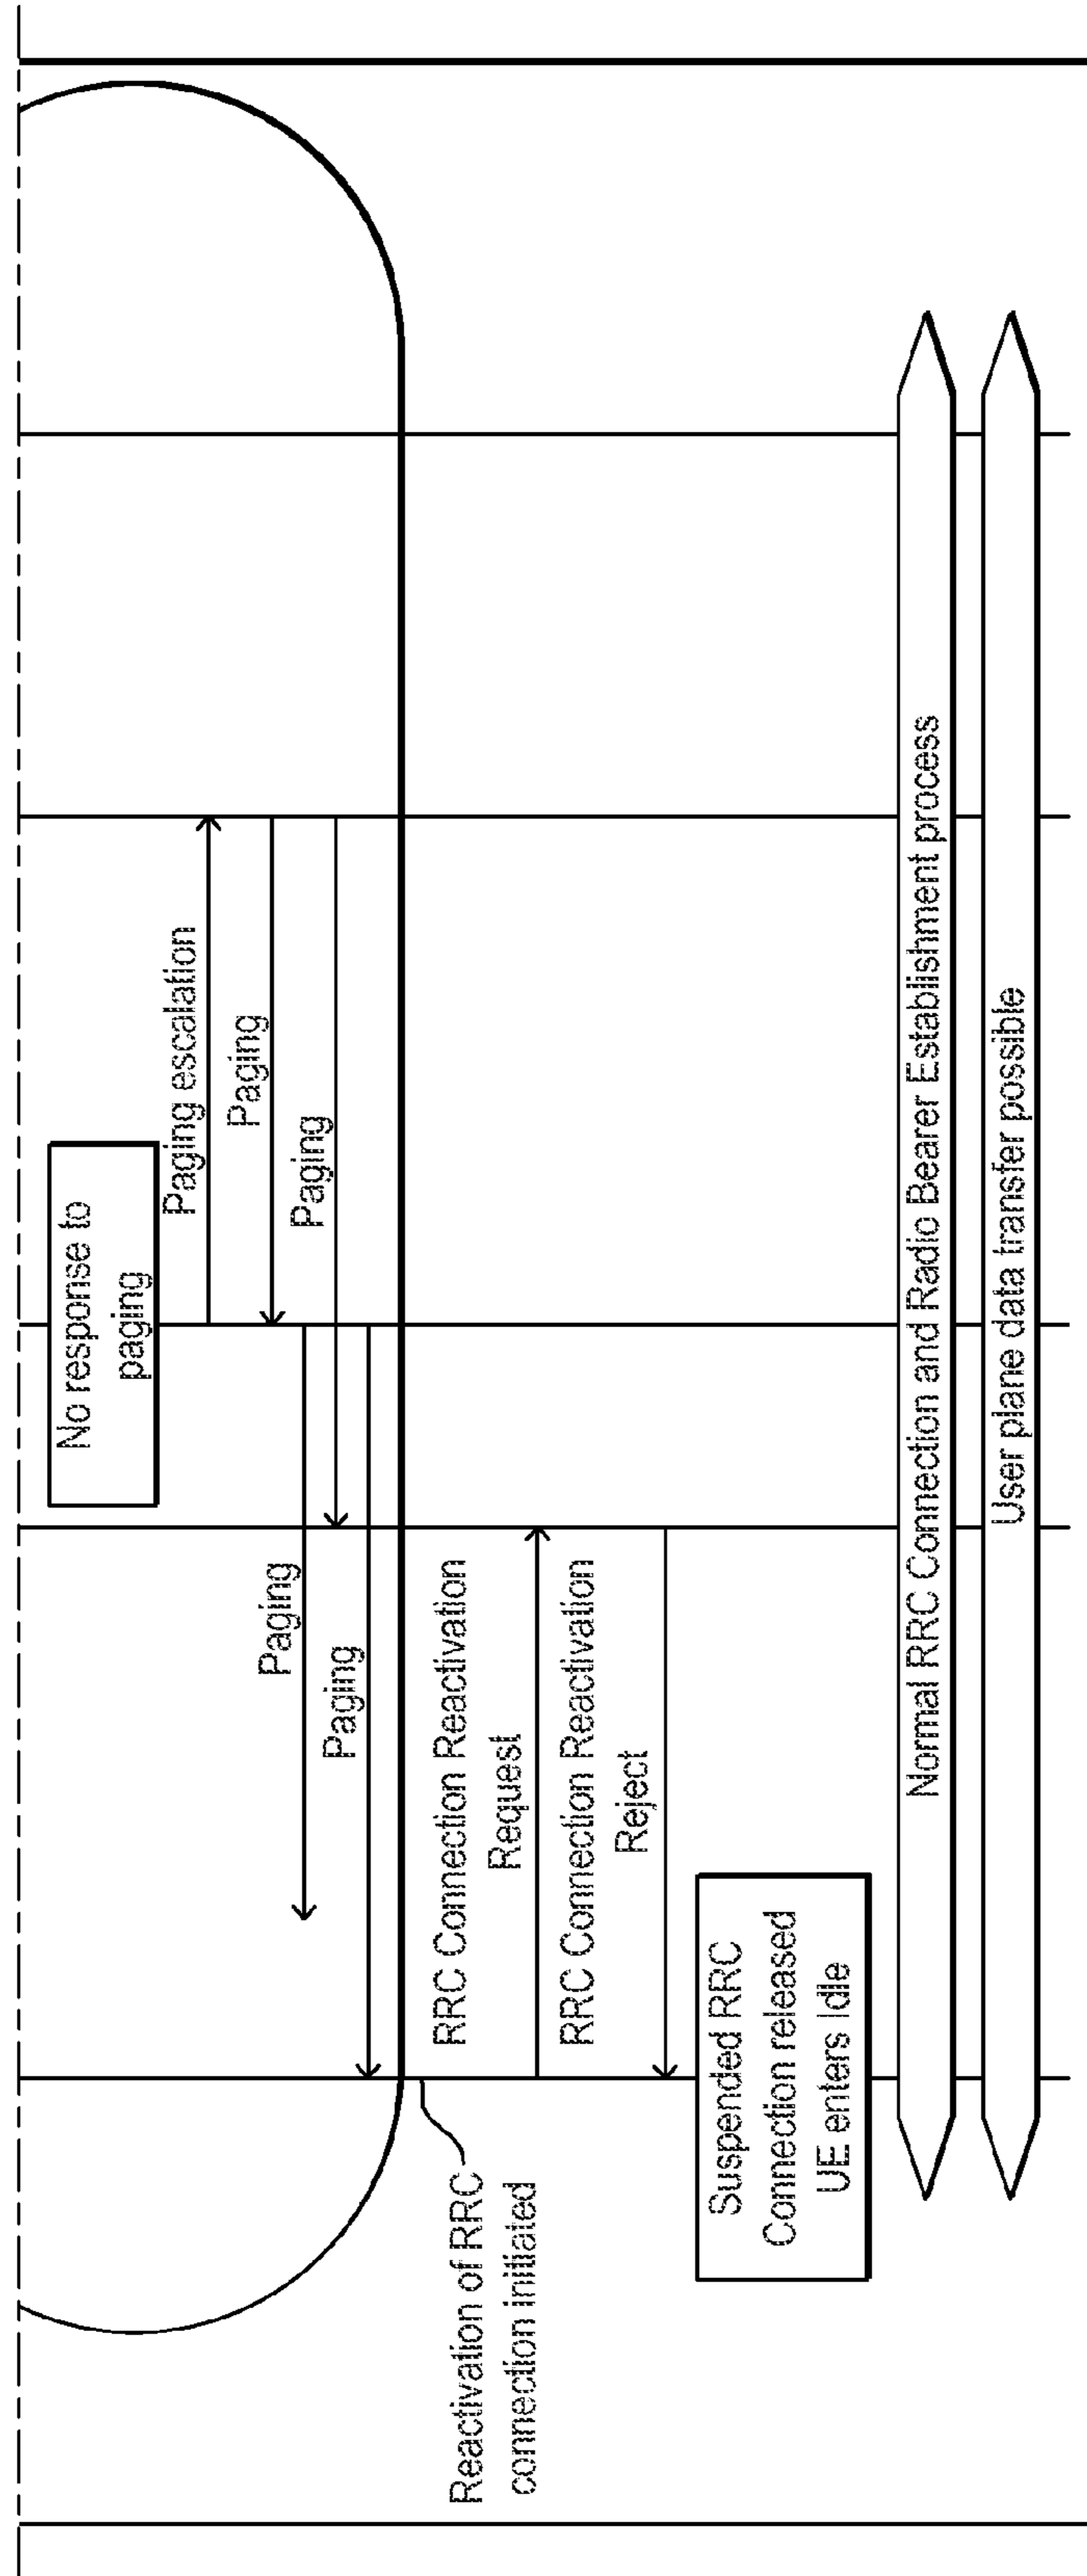 No response to
paging
Paging escalation
Paging
Paging
Paging
Paging
Reactivation of RRC
connection initiated
RRC Connection Reactivation
Request
RRC Connection Reactivation
Reject
Suspended RRC
Connection released
UE enters Idle
Normal RRC Connection and Radio Bearer Establishment process
User plane data transfer possible